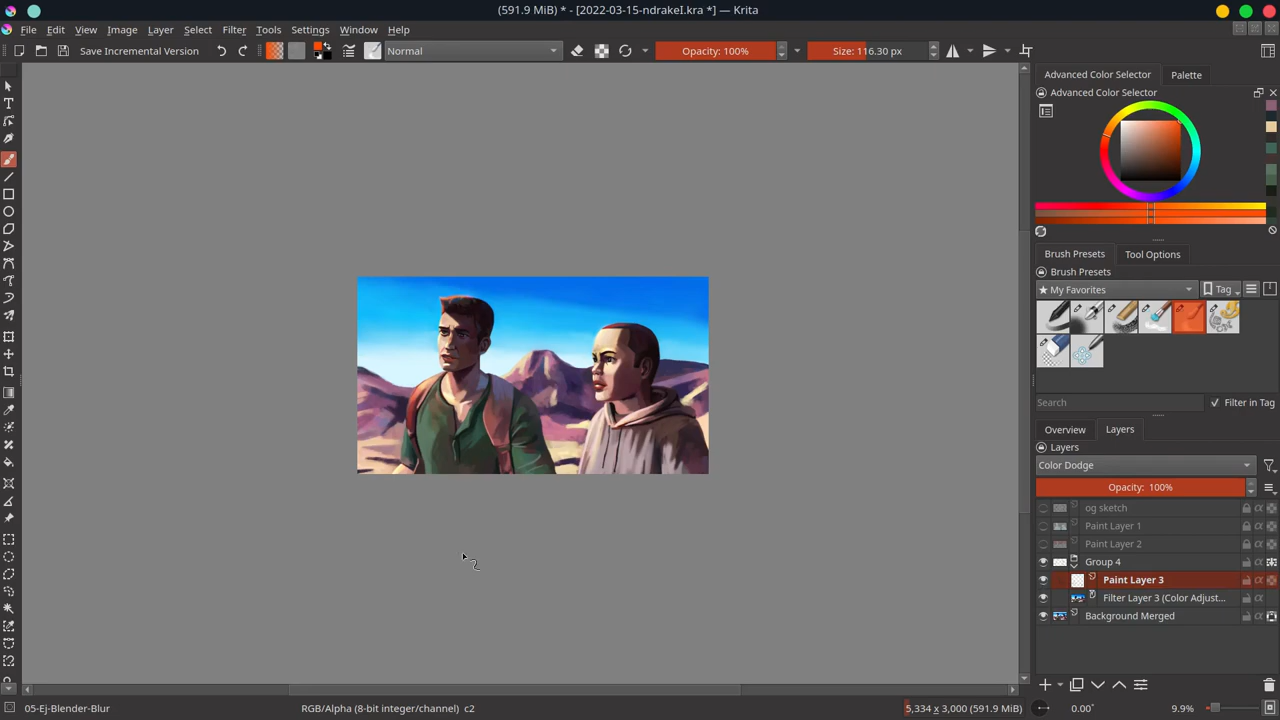 (591.9 MiB) * - [2022-03-15-ndrakeI.kra *] — Krita
File Edit View Image Layer Select Filter Tools Settings Window Help
Save Incremental Version Normal Opacity: 100% Size: 116.30 px
Advanced Color Selector Palette
Advanced Color Selector
Brush Presets Tool Options
Brush Presets
★ My Favorites Tag
Search Filter in Tag
Overview Layers
Layers
Color Dodge
Opacity: 100%
og sketch
Paint Layer 1
Paint Layer 2
Group 4
Paint Layer 3
Filter Layer 3 (Color Adjust...
Background Merged
05-Ej-Blender-Blur RGB/Alpha (8-bit integer/channel) c2 5,334 x 3,000 (591.9 MiB) 0.00° 9.9%